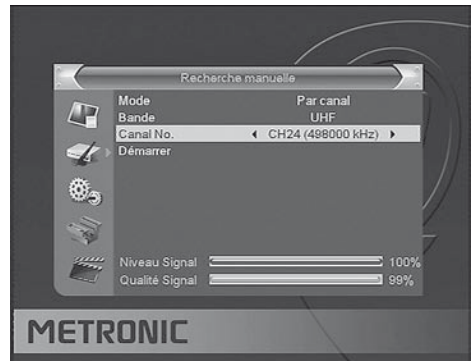 Recherche manuelle
Mode Par canal
Bande UHF
Canal No. CH24 (498000 kHz)
Démarrer
Niveau Signal 100%
Qualité Signal 99%
METRONIC